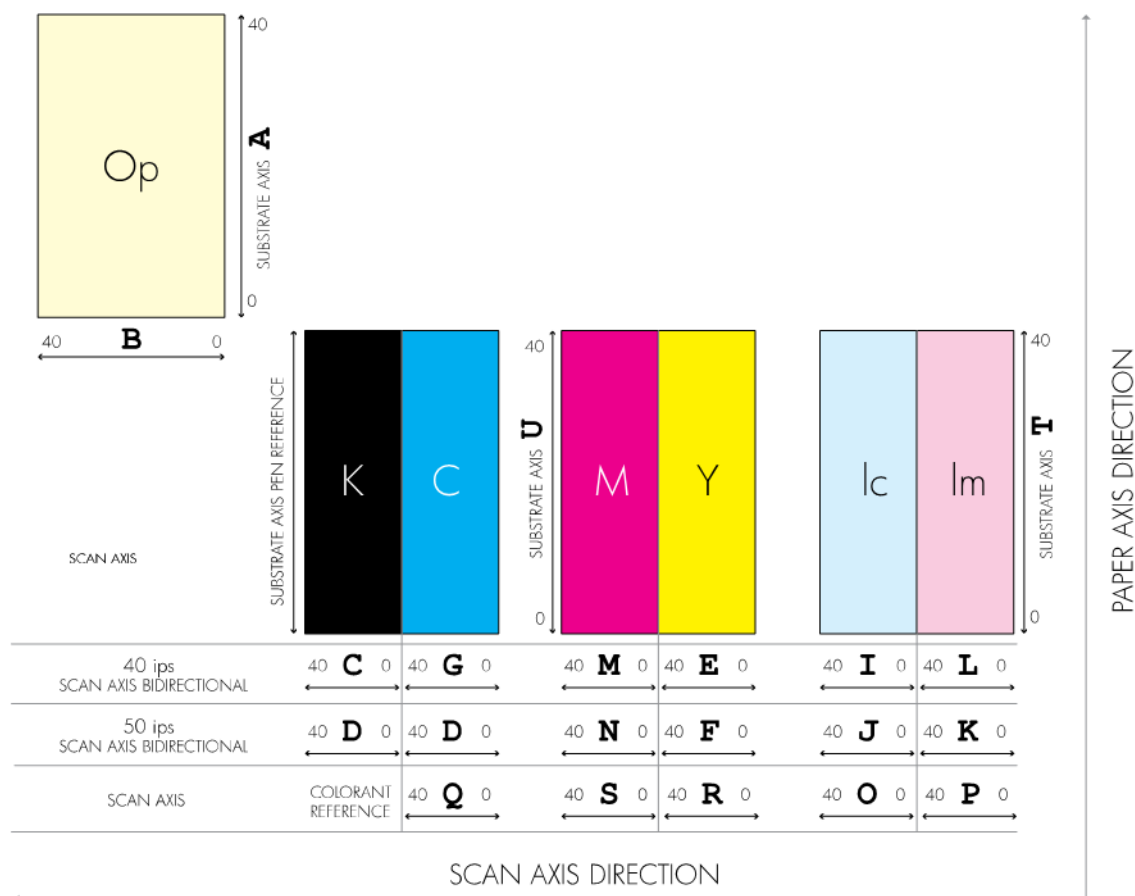 40
Op
SUBSTRATE AXIS A
0
40 B 0
SUBSTRATE AXIS PEN REFERENCE
K
C
40
SUBSTRATE AXIS U
0
M
Y
lc
lm
40
SUBSTRATE AXIS T
0
PAPER AXIS DIRECTION
SCAN AXIS
40 ips
SCAN AXIS BIDIRECTIONAL
40 C 0 40 G 0 40 M 0 40 E 0 40 I 0 40 L 0
50 ips
SCAN AXIS BIDIRECTIONAL
40 D 0 40 D 0 40 N 0 40 F 0 40 J 0 40 K 0
SCAN AXIS
COLORANT
REFERENCE
40 Q 0 40 S 0 40 R 0 40 O 0 40 P 0
SCAN AXIS DIRECTION